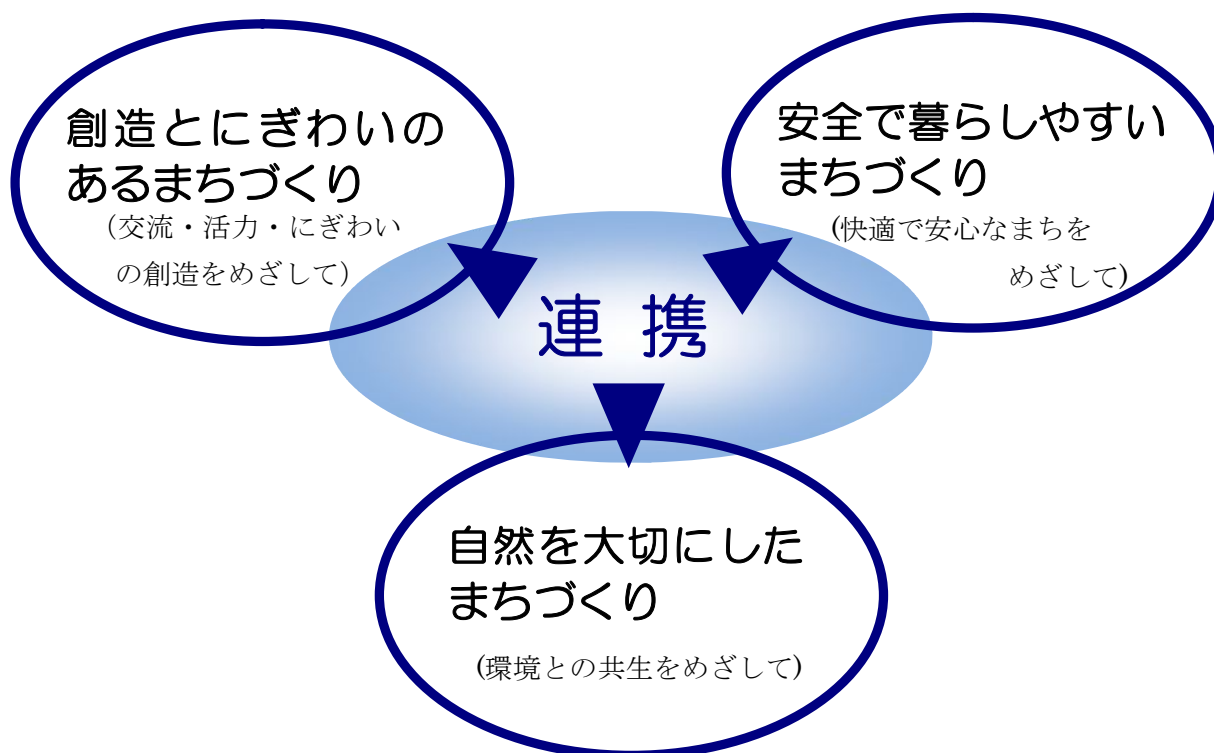 創造とにぎわいの
あるまちづくり
（交流・活力・にぎわい
の創造をめざして）
安全で暮らしやすい
まちづくり
(快適で安心なまちを
めざして)
連 携
自然を大切にした
まちづくり
(環境との共生をめざして)